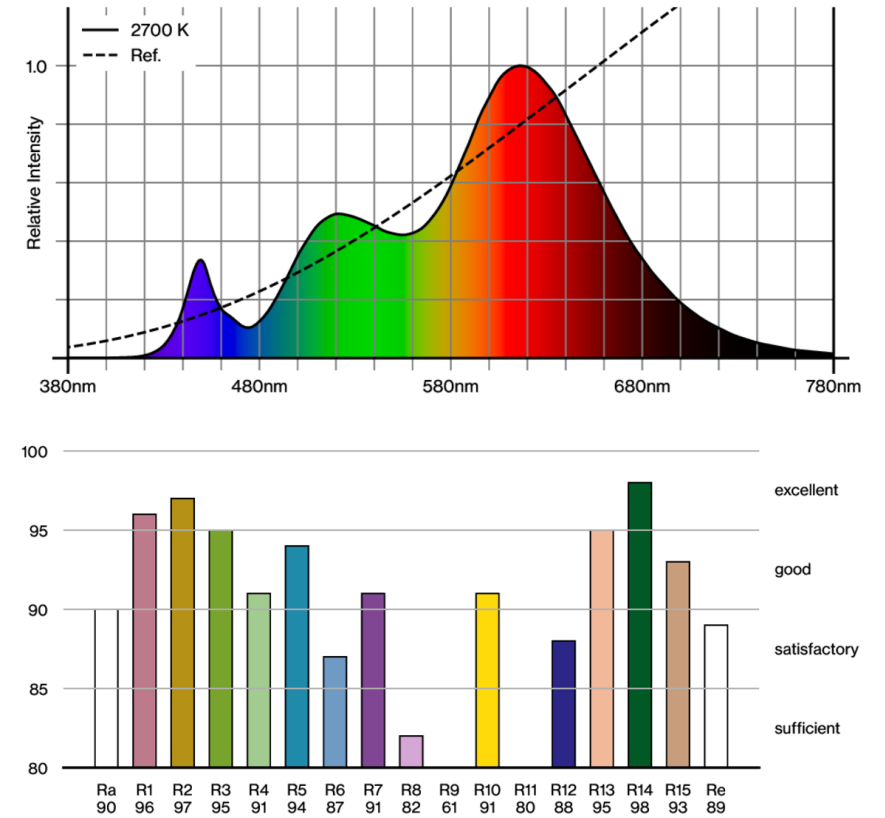 2700 K
Ref.
1.0
Relative Intensity
380nm 480nm 580nm 680nm 780nm
100
excellent
95
good
90
satisfactory
85
sufficient
80
Ra R1 R2 R3 R4 R5 R6 R7 R8 R9 R10 R11 R12 R13 R14 R15 Re
90 96 97 95 91 94 87 91 82 61 91 80 88 95 98 93 89